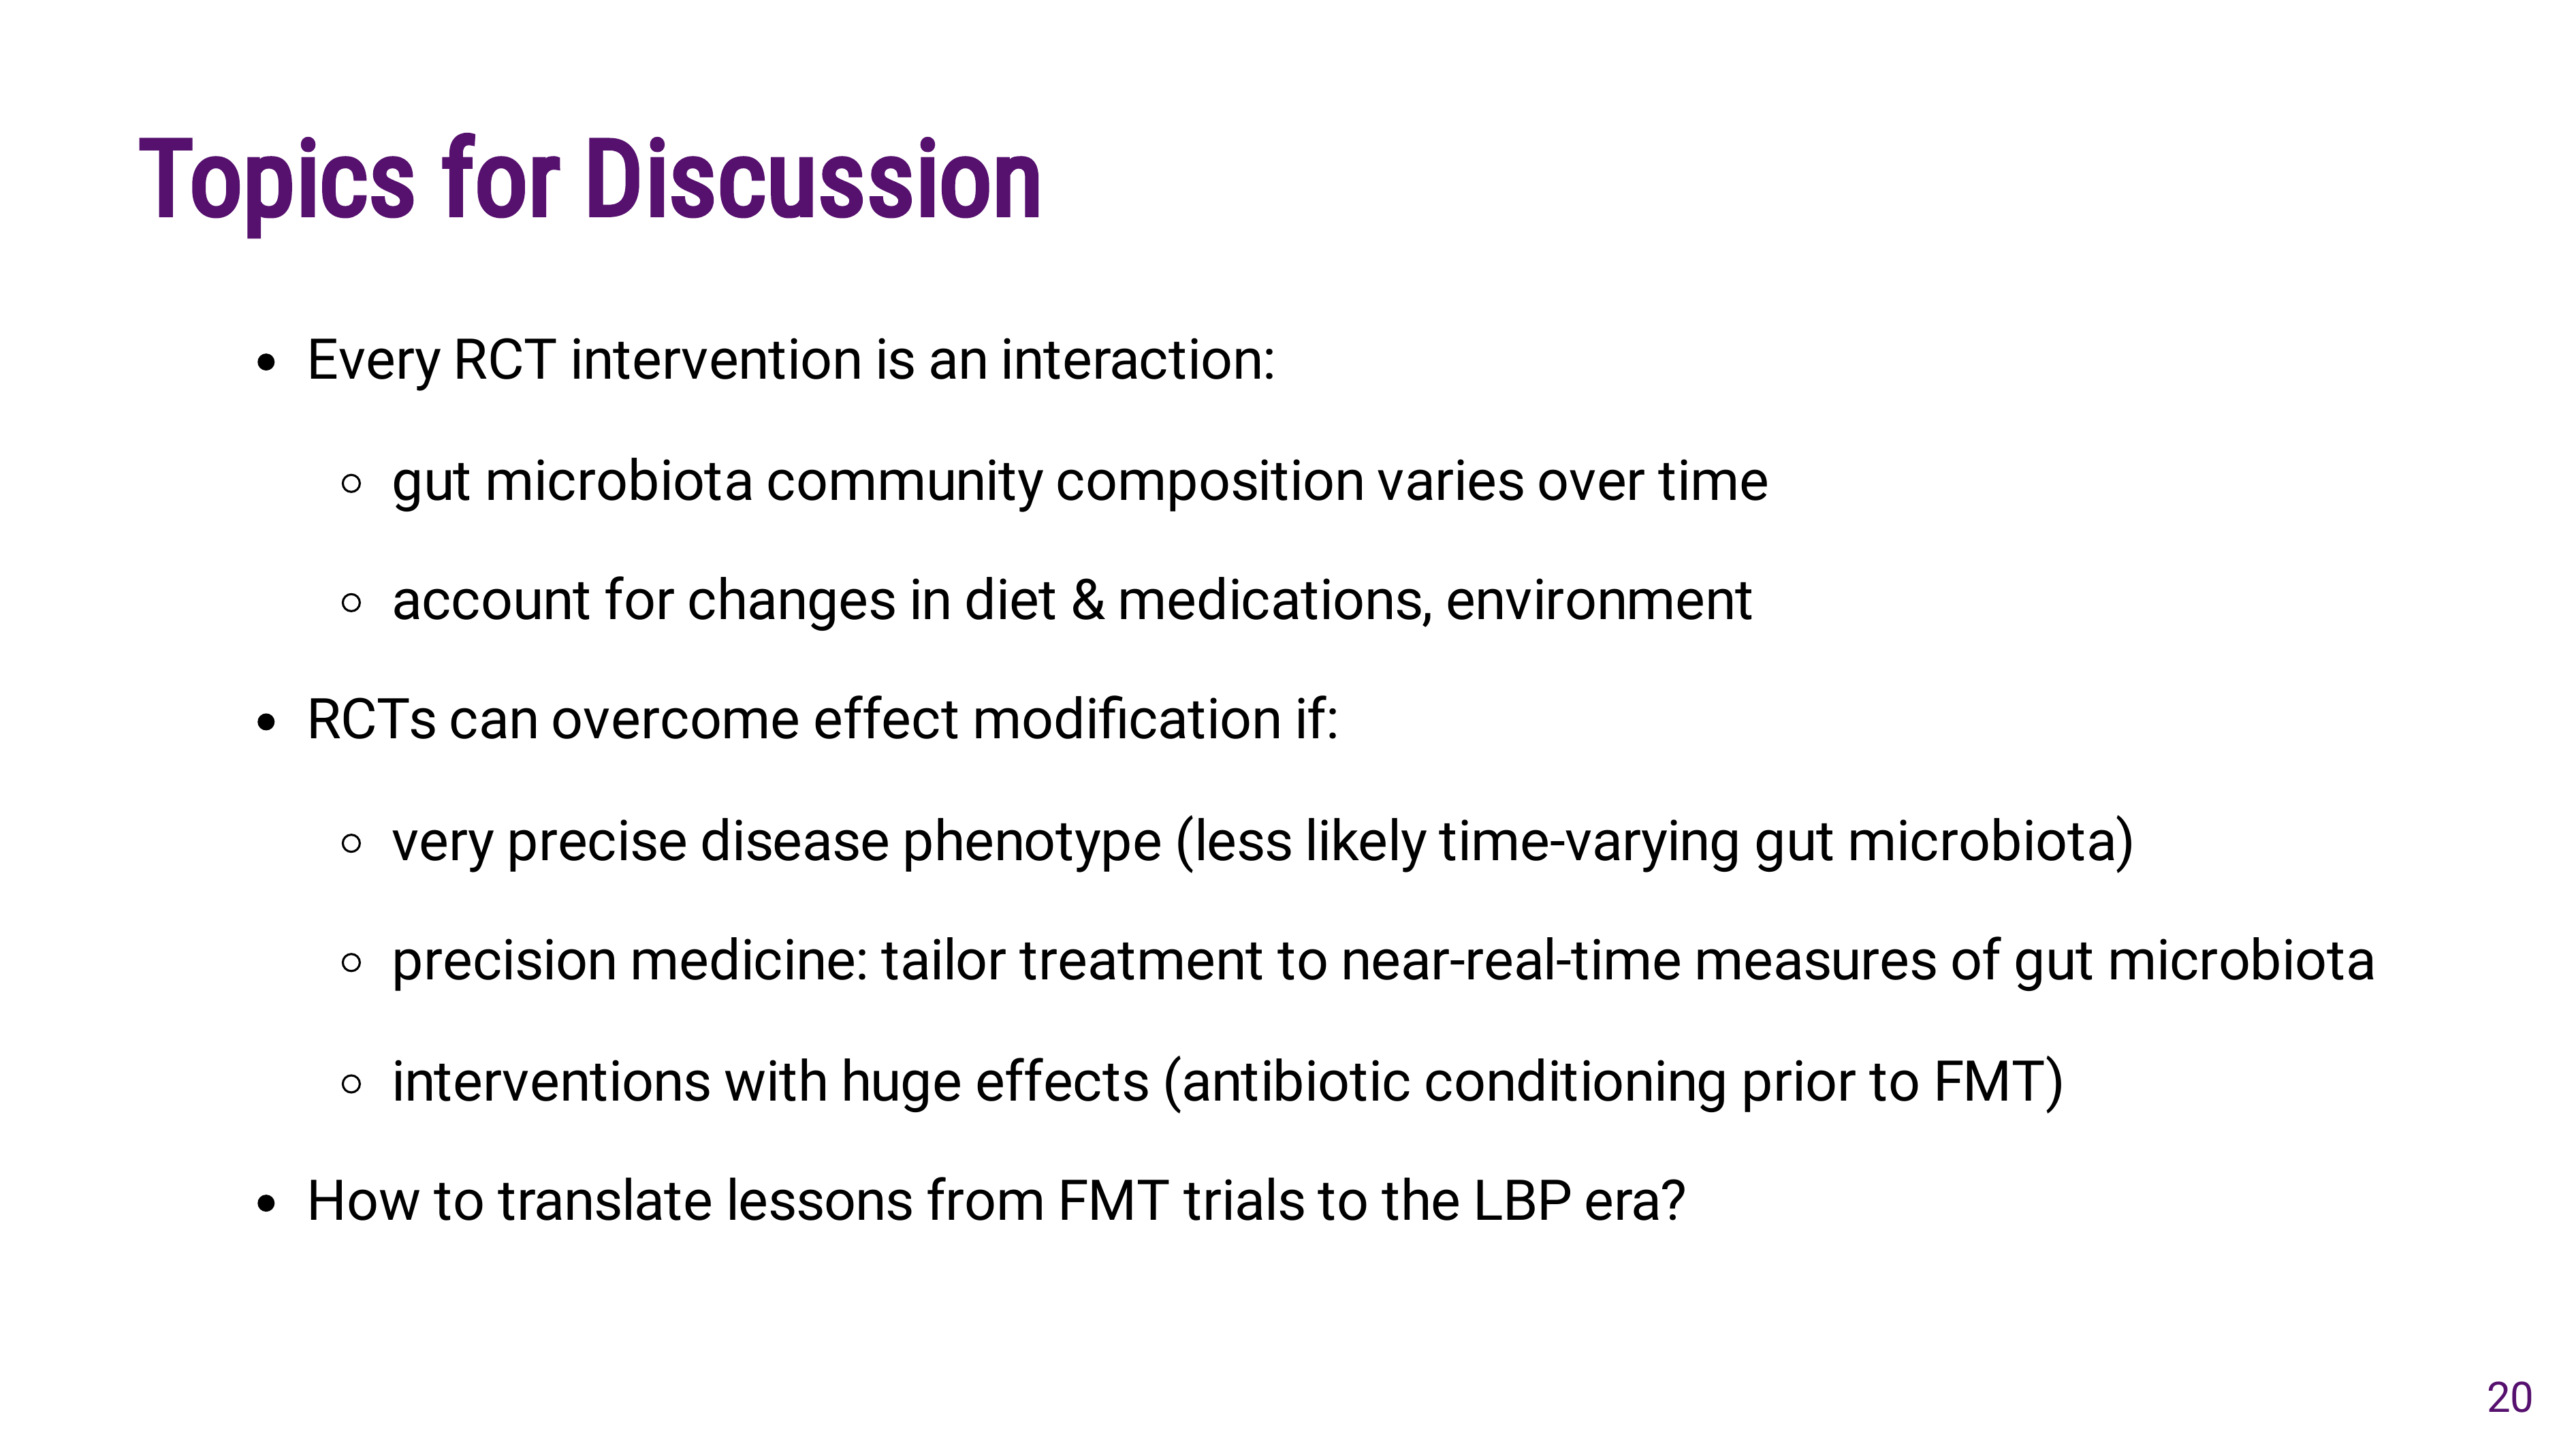 Topics for Discussion
• Every RCT intervention is an interaction:
◦ gut microbiota community composition varies over time
◦ account for changes in diet & medications, environment
• RCTs can overcome effect modification if:
◦ very precise disease phenotype (less likely time-varying gut microbiota)
◦ precision medicine: tailor treatment to near-real-time measures of gut microbiota
◦ interventions with huge effects (antibiotic conditioning prior to FMT)
• How to translate lessons from FMT trials to the LBP era?
20